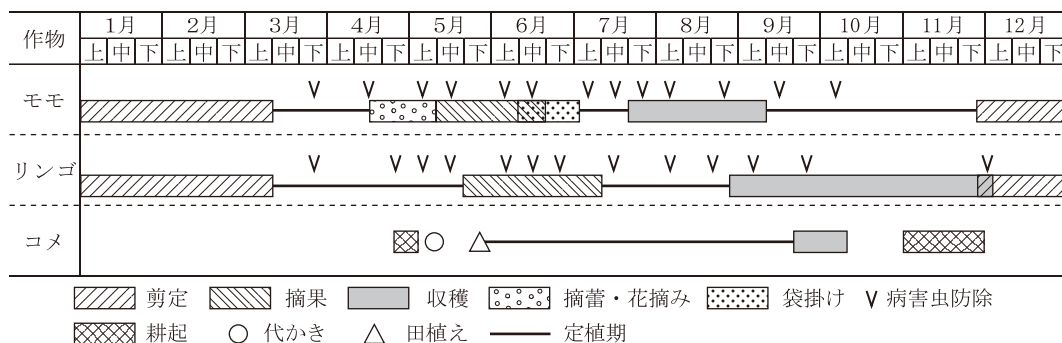 作物 1月 2月 3月 4月 5月 6月 7月 8月 9月 10月 11月 12月
上 中 下 上 中 下 上 中 下 上 中 下 上 中 下 上 中 下 上 中 下 上 中 下 上 中 下 上 中 下 上 中 下 上 中 下
モモ
リンゴ
コメ
剪定 摘果 収穫 摘蕾・花摘み 袋掛け 病害虫防除
耕起 代かき 田植え 定植期